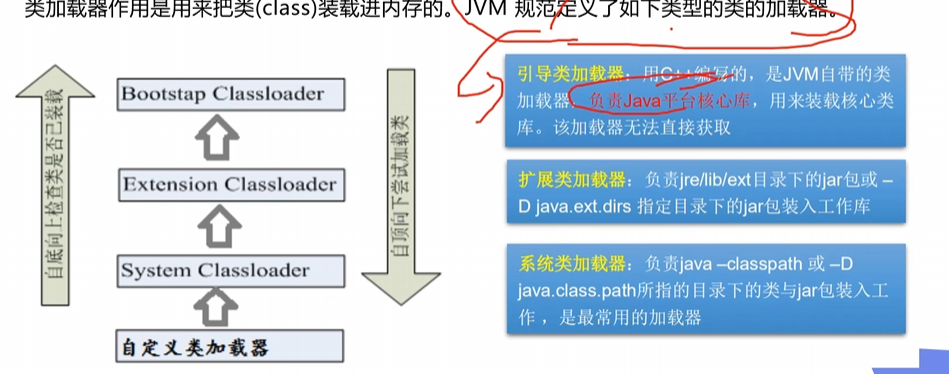 类加载器作用是用来把类(class)装载进内存的。JVM 规范定义了如下类型的类的加载器。
自底向上检查类是否已装载
Bootstap Classloader
Extension Classloader
System Classloader
自定义类加载器
自顶向下尝试加载类
引导类加载器：用C++编写的，是JVM自带的类
加载器，负责Java平台核心库，用来装载核心类
库。该加载器无法直接获取
扩展类加载器：负责jre/lib/ext目录下的jar包或 –
D java.ext.dirs 指定目录下的jar包装入工作库
系统类加载器：负责java –classpath 或 –D
java.class.path所指的目录下的类与jar包装入工
作 ，是最常用的加载器